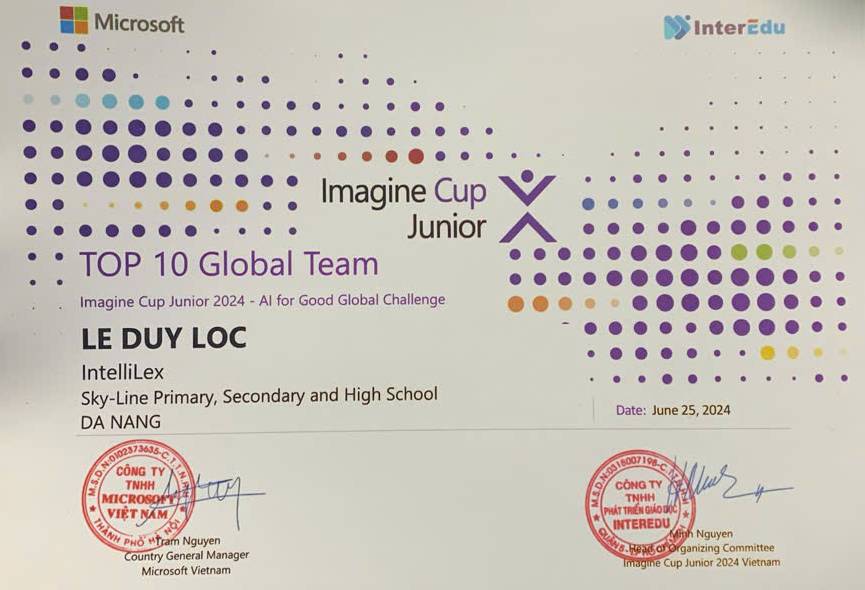 Microsoft
InterEdu
Imagine Cup
Junior
TOP 10 Global Team
Imagine Cup Junior 2024 - AI for Good Global Challenge
LE DUY LOC
IntelliLex
Sky-Line Primary, Secondary and High School
DA NANG
Date: June 25, 2024
M.S.D.N:0102373635-C.T.T.N
CÔNG TY
TNHH
MICROSOFT
VIỆT NAM
THÀNH PHỐ HÀ NỘI
Tram Nguyen
Country General Manager
Microsoft Vietnam
CÔNG TY
TNHH
PHÁT TRIỂN GIÁO DỤC
INTEREDU
Minh Nguyen
Head of Organizing Committee
Imagine Cup Junior 2024 Vietnam